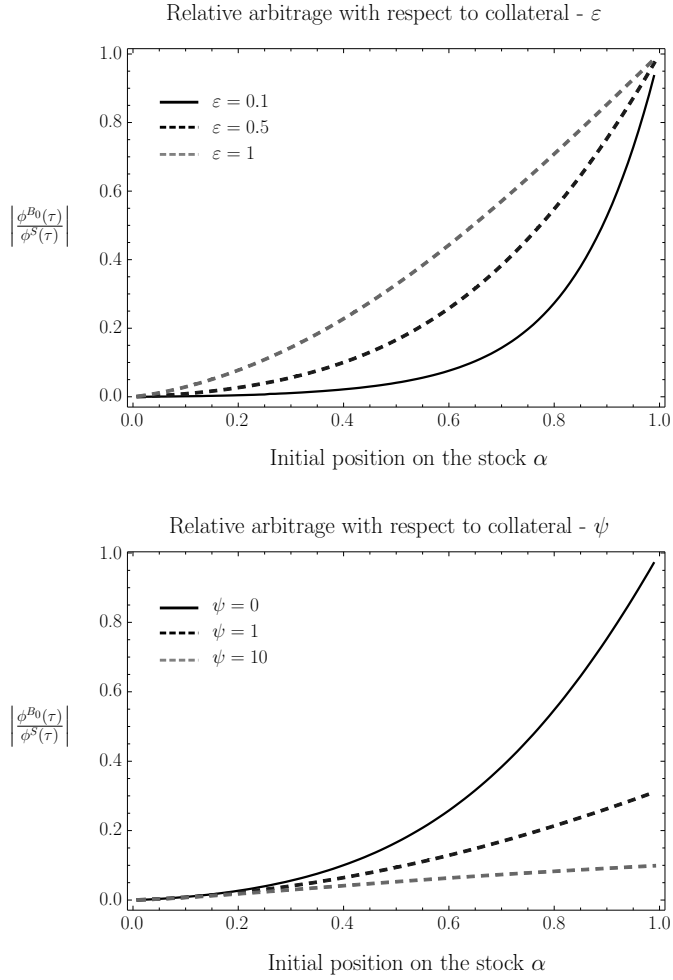 Relative arbitrage with respect to collateral - ε
1.0
0.8
0.6
0.4
0.2
0.0
ε = 0.1
ε = 0.5
ε = 1
|ϕ^{B_0}(τ)/ϕ^S(τ)|
0.0 0.2 0.4 0.6 0.8 1.0
Initial position on the stock α
Relative arbitrage with respect to collateral - ψ
1.0
0.8
0.6
0.4
0.2
0.0
ψ = 0
ψ = 1
ψ = 10
|ϕ^{B_0}(τ)/ϕ^S(τ)|
0.0 0.2 0.4 0.6 0.8 1.0
Initial position on the stock α